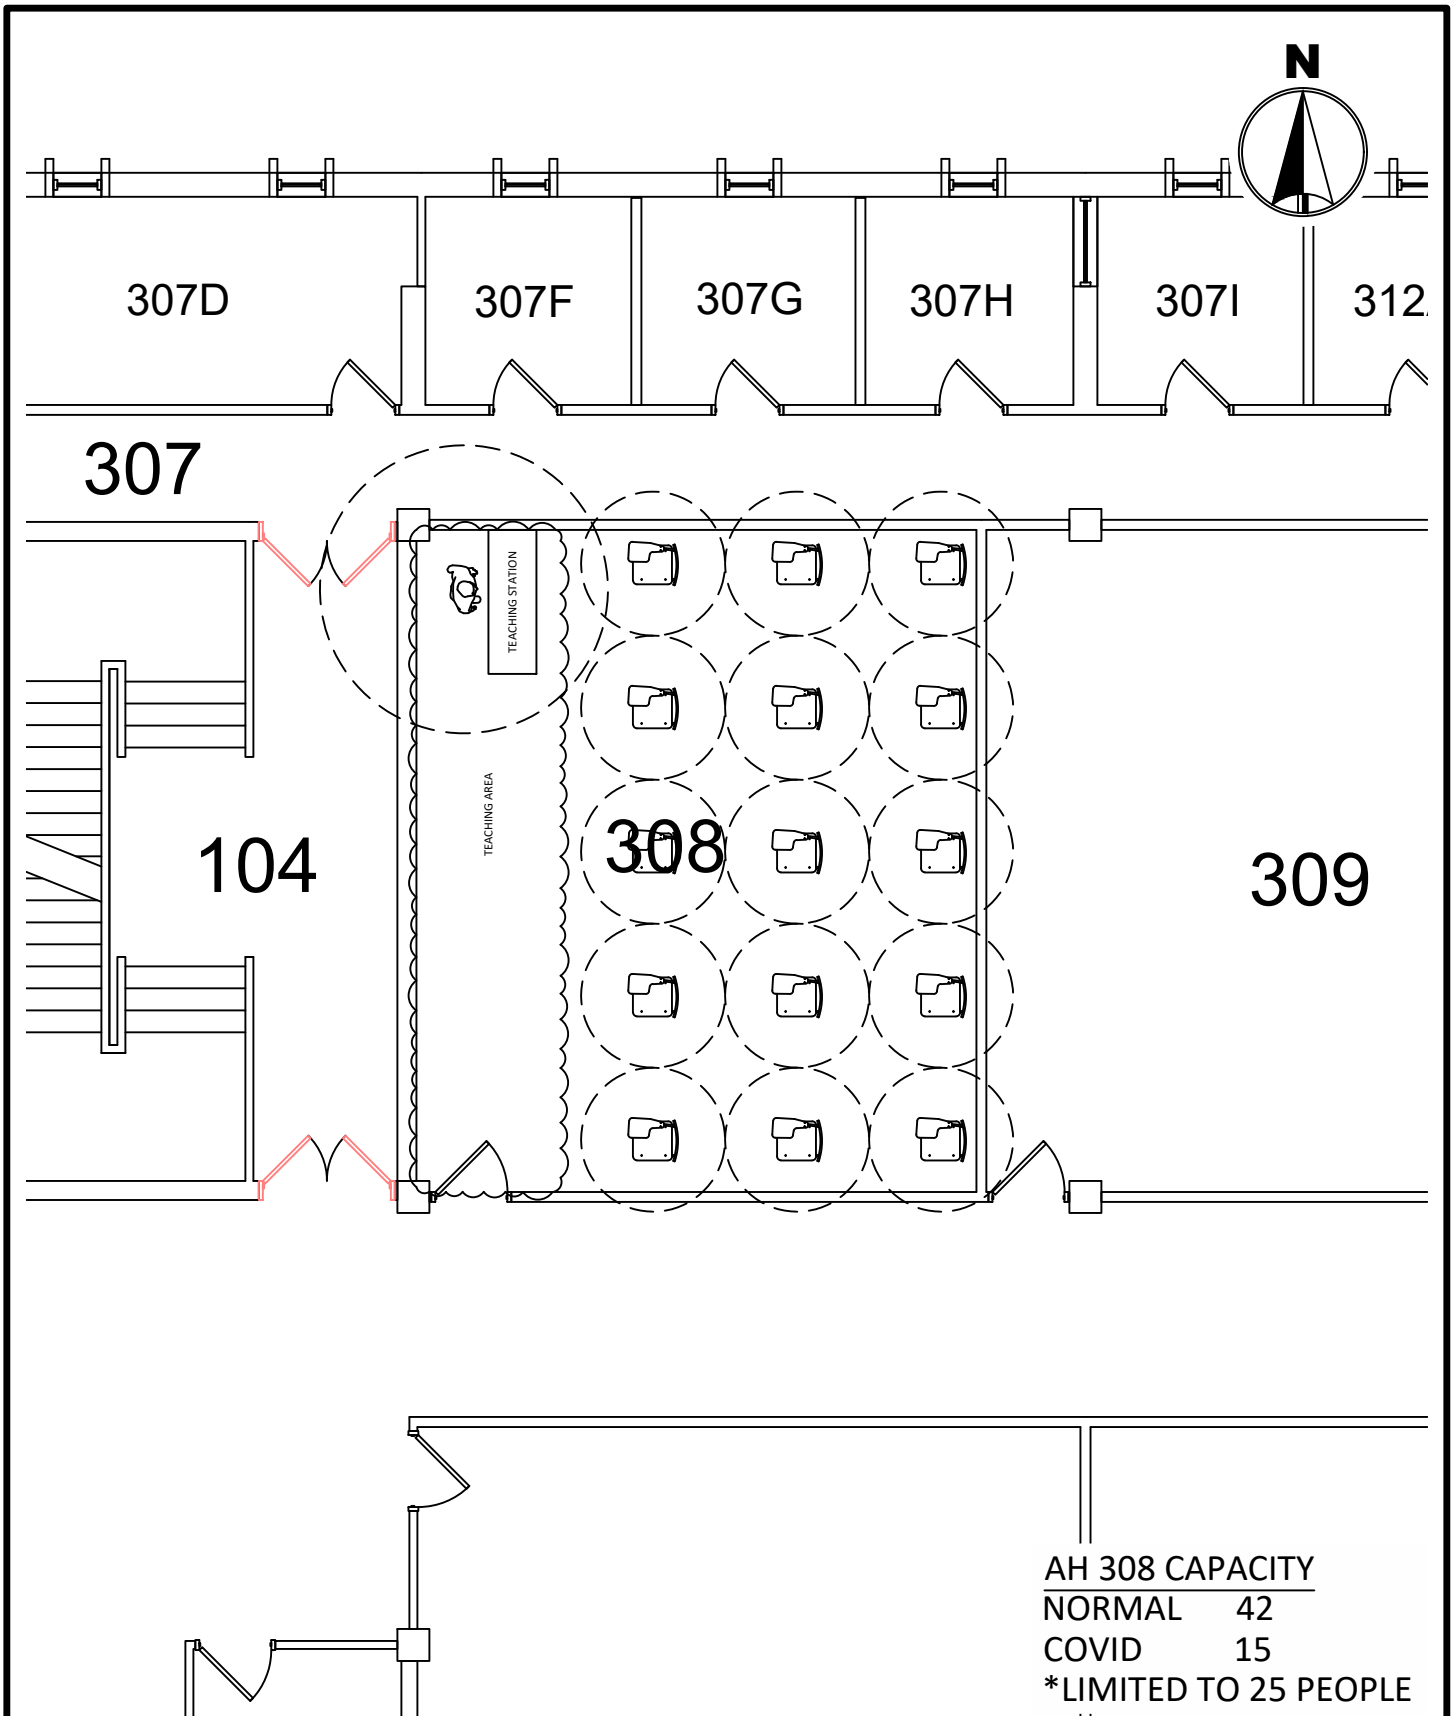 N
307D
307F
307G
307H
307I
312
307
TEACHING STATION
TEACHING AREA
308
104
309
AH 308 CAPACITY
NORMAL 42
COVID 15
*LIMITED TO 25 PEOPLE